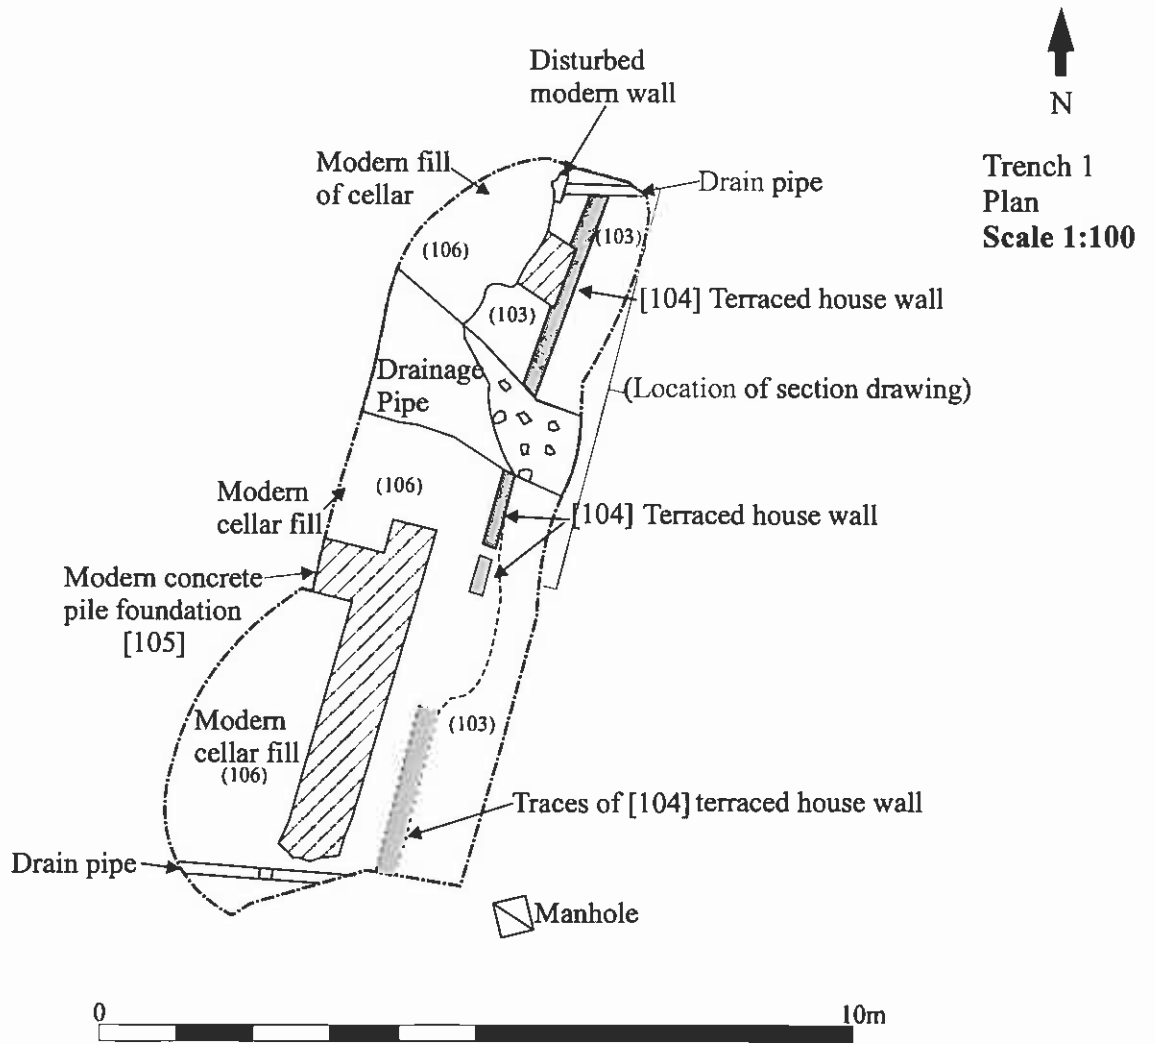 Disturbed
modern wall
N
Modern fill
of cellar
Drain pipe
Trench 1
Plan
Scale 1:100
(106)
(103)
[104] Terraced house wall
(103)
Drainage
Pipe
(Location of section drawing)
Modern
cellar fill
(106)
[104] Terraced house wall
Modern concrete
pile foundation
[105]
Modern
cellar fill
(106)
(103)
Traces of [104] terraced house wall
Drain pipe
Manhole
0
10m